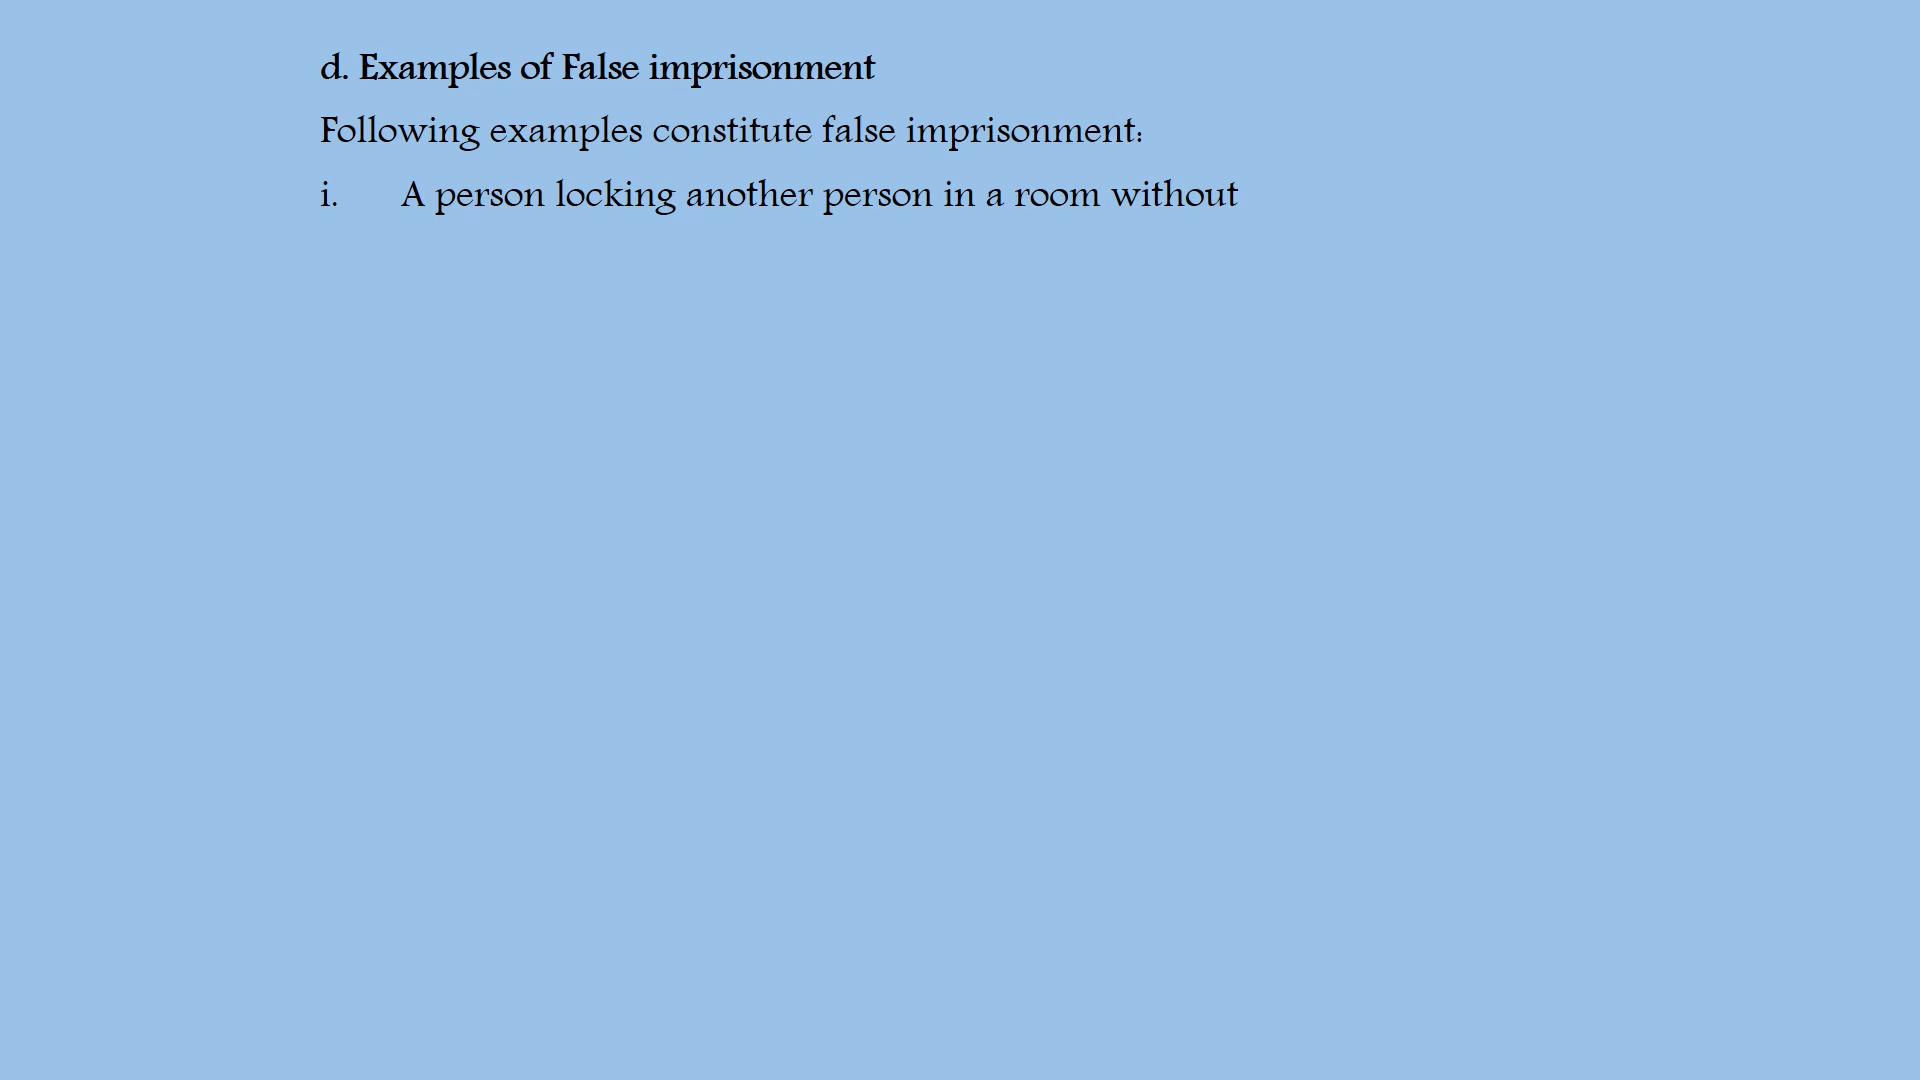 d. Examples of False imprisonment
Following examples constitute false imprisonment:
i. A person locking another person in a room without